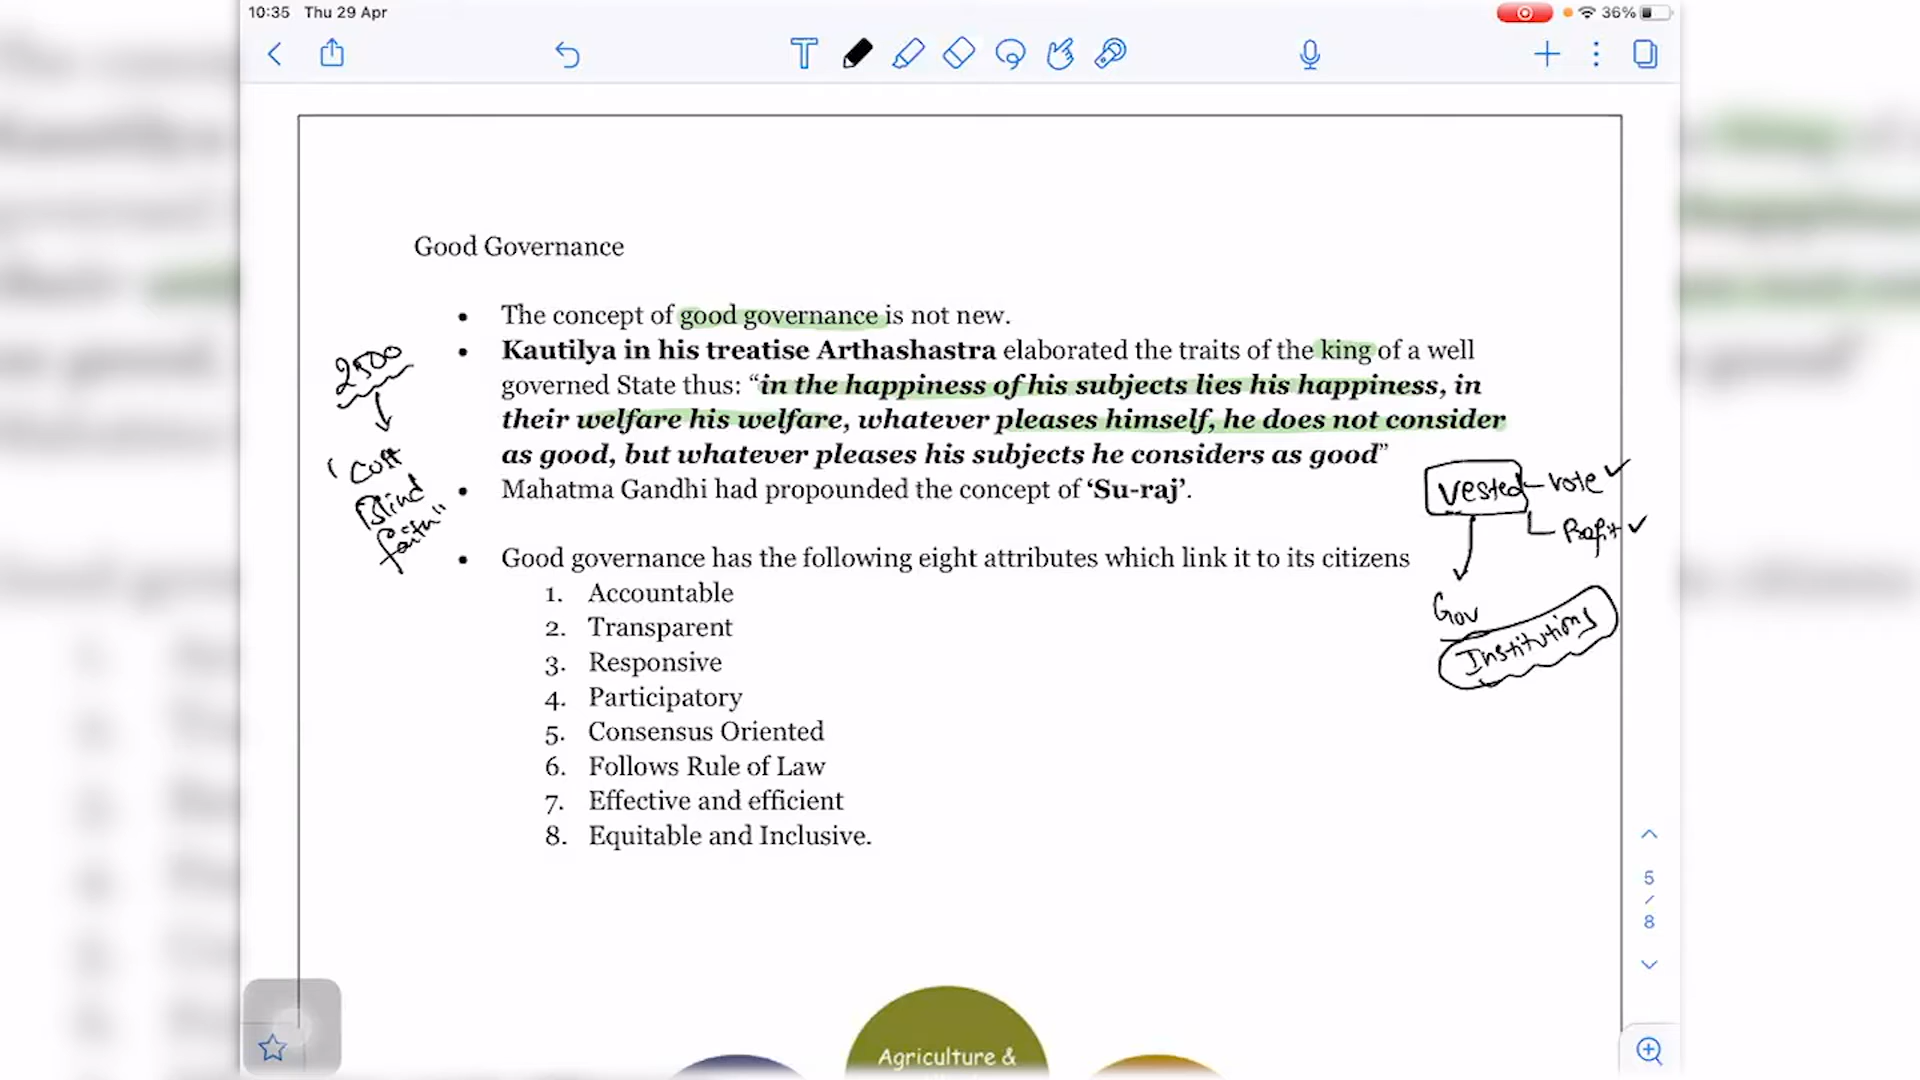 10:35 Thu 29 Apr
36%
T
Good Governance
• The concept of good governance is not new.
• Kautilya in his treatise Arthashastra elaborated the traits of the king of a well
governed State thus: “in the happiness of his subjects lies his happiness, in
their welfare his welfare, whatever pleases himself, he does not consider
as good, but whatever pleases his subjects he considers as good”
• Mahatma Gandhi had propounded the concept of ‘Su-raj’.
• Good governance has the following eight attributes which link it to its citizens
1. Accountable
2. Transparent
3. Responsive
4. Participatory
5. Consensus Oriented
6. Follows Rule of Law
7. Effective and efficient
8. Equitable and Inclusive.
2500
Blind
faith"
Vested
Vote
Profit
Gov
Institutions
5
/
8
Agriculture &